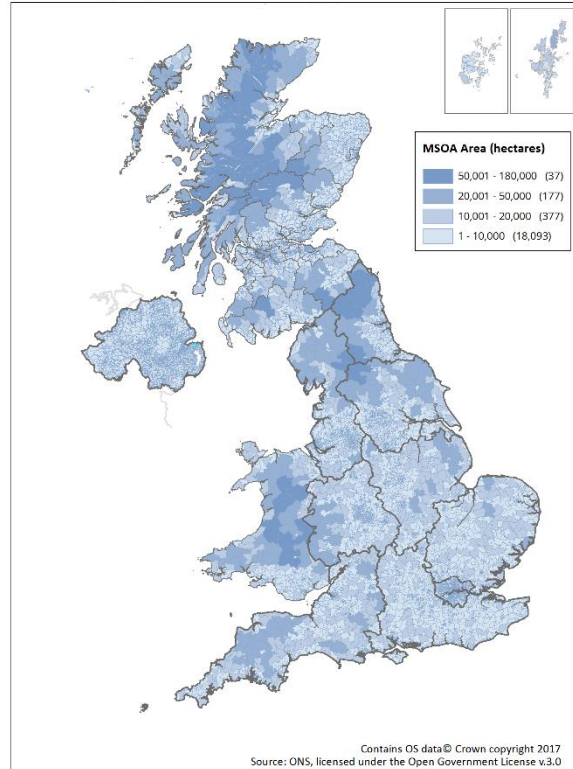 MSOA Area (hectares)
50,001 - 180,000 (37)
20,001 - 50,000 (177)
10,001 - 20,000 (377)
1 - 10,000 (18,093)
Contains OS data© Crown copyright 2017
Source: ONS, licensed under the Open Government License v.3.0